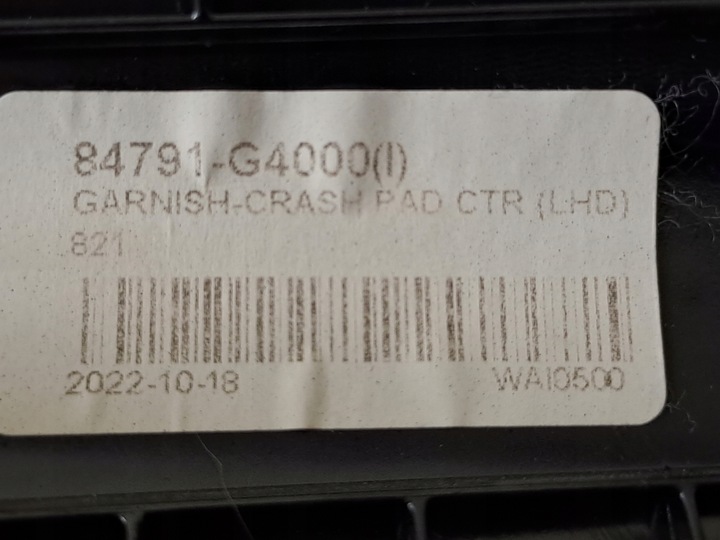 84791-G4000(I)
GARNISH-CRASH PAD CTR (LHD)
821
2022-10-18 WAI0500